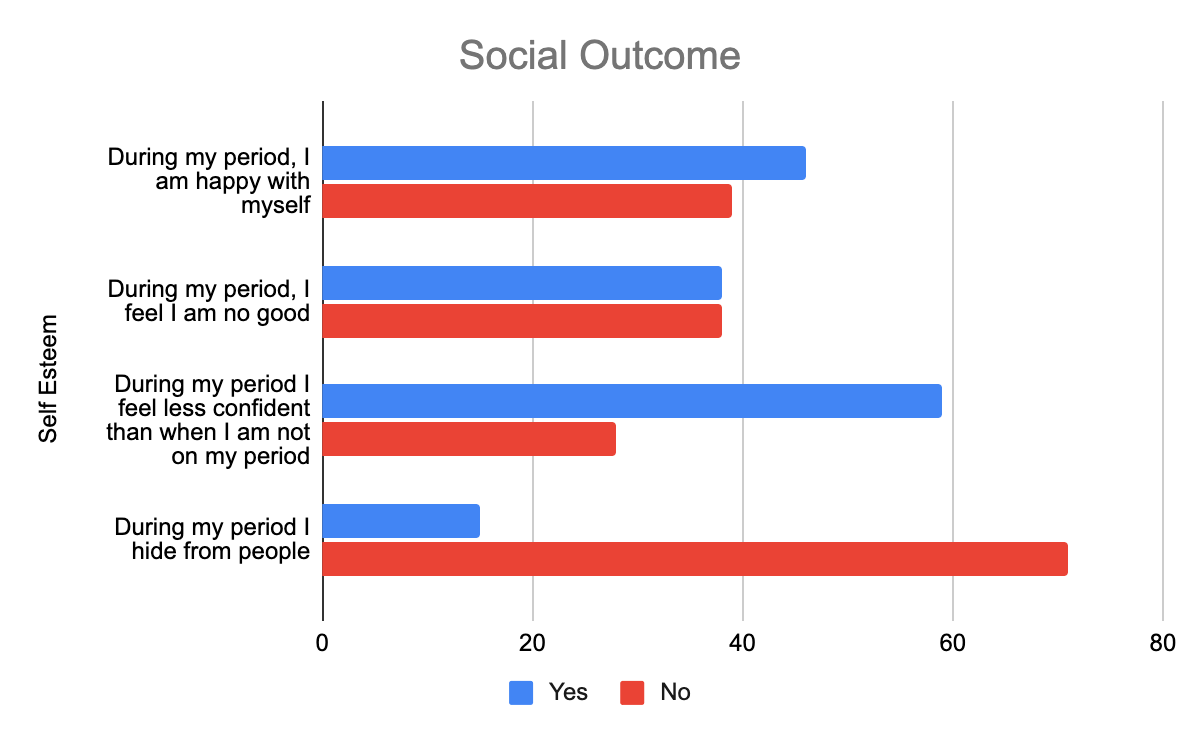 Social Outcome
Self Esteem
During my period, I
am happy with
myself
During my period, I
feel I am no good
During my period I
feel less confident
than when I am not
on my period
During my period I
hide from people
0 20 40 60 80
Yes No